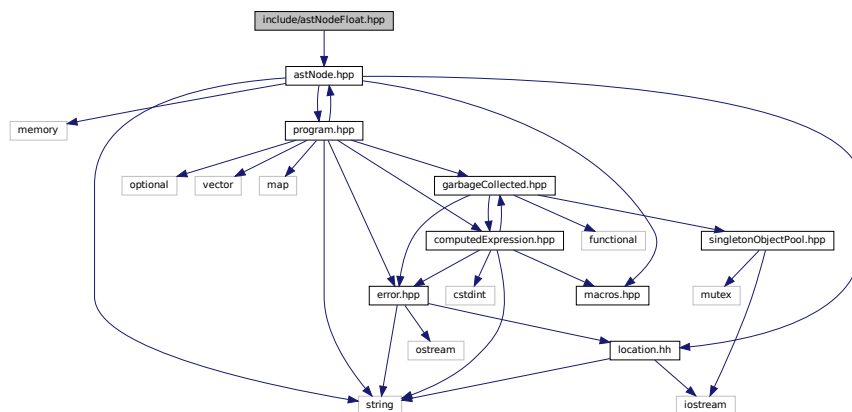 include/astNodeFloat.hpp
astNode.hpp
memory
program.hpp
optional
vector
map
garbageCollected.hpp
computedExpression.hpp
functional
singletonObjectPool.hpp
error.hpp
cstdint
macros.hpp
mutex
ostream
location.hh
string
iostream